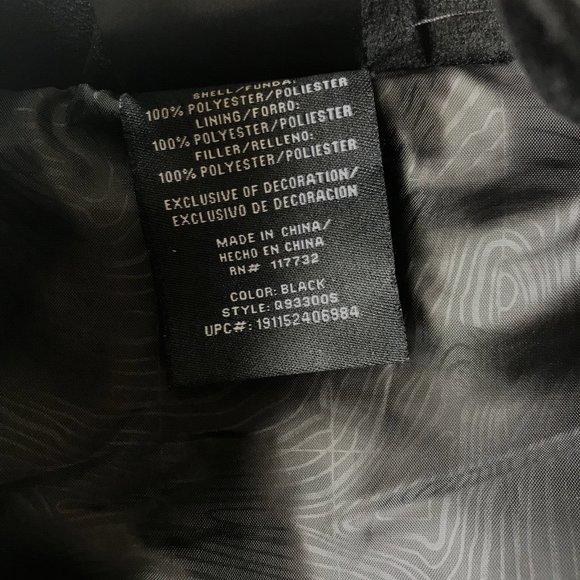 SHELL/FUNDA:
100% POLYESTER/POLIESTER
LINING/FORRO:
100% POLYESTER/POLIESTER
FILLER/RELLENO:
100% POLYESTER/POLIESTER
EXCLUSIVE OF DECORATION/
EXCLUSIVO DE DECORACION
MADE IN CHINA/
HECHO EN CHINA
RN# 117732
COLOR: BLACK
STYLE: Q93300S
UPC#: 191152406984